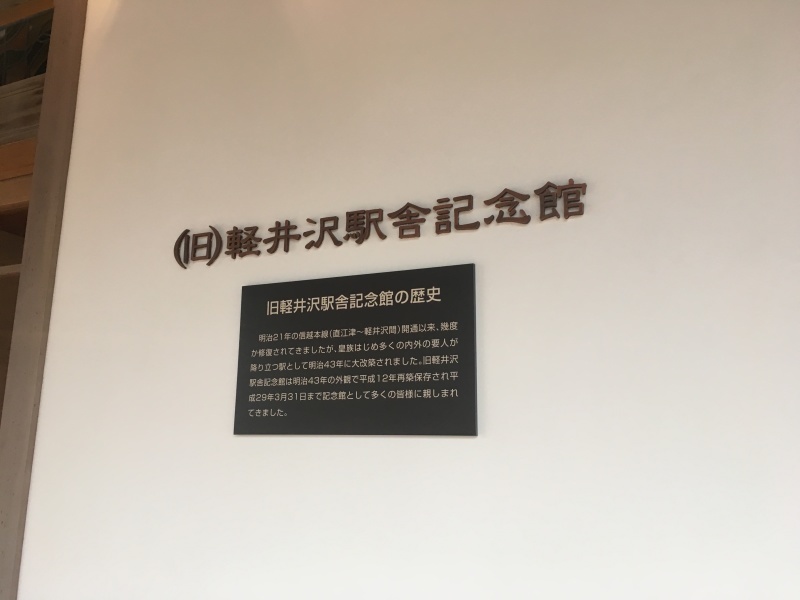 (旧)軽井沢駅舎記念館
旧軽井沢駅舎記念館の歴史
明治21年の信越本線(直江津〜軽井沢間)開通以来、幾度
か修復されてきましたが、皇族はじめ多くの内外の要人が
降り立つ駅として明治43年に大改築されました。旧軽井沢
駅舎記念館は明治43年の外観で平成12年再築保存され平
成29年3月31日まで記念館として多くの皆様に親しまれ
てきました。